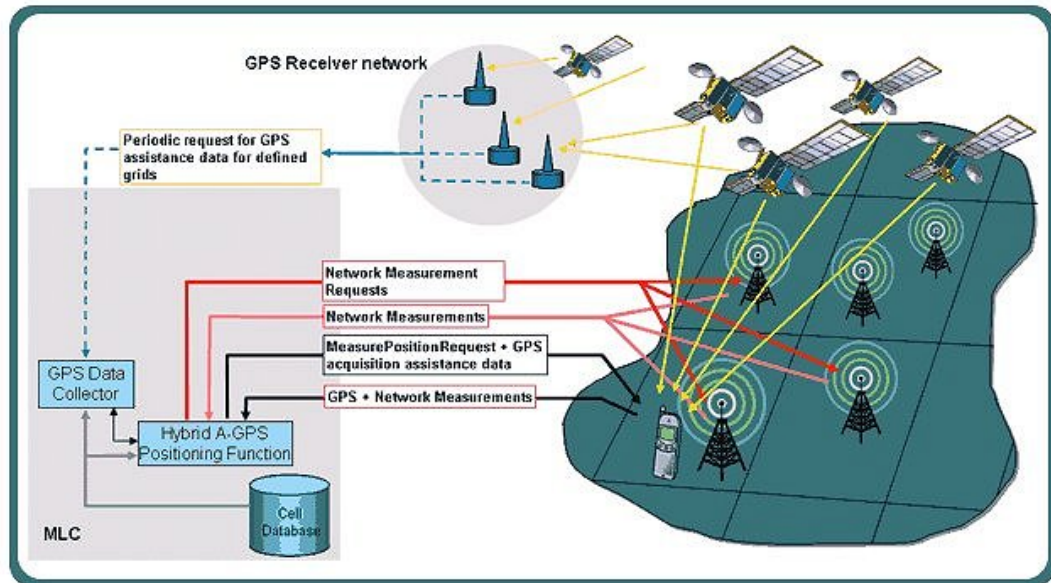 GPS Receiver network
Periodic request for GPS
assistance data for defined
grids
Network Measurement
Requests
Network Measurements
MeasurePositionRequest + GPS
acquisition assistance data
GPS + Network Measurements
GPS Data
Collector
Hybrid A-GPS
Positioning Function
Cell
Database
MLC